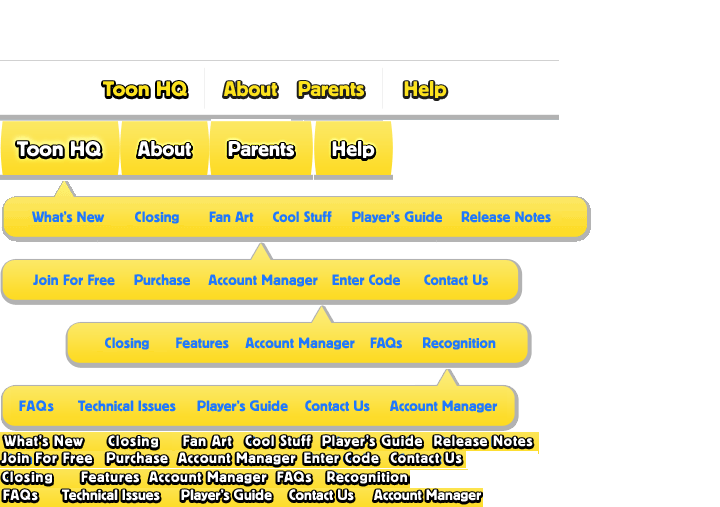 Toon HQ About Parents Help
Toon HQ About Parents Help
What's New Closing Fan Art Cool Stuff Player's Guide Release Notes
Join For Free Purchase Account Manager Enter Code Contact Us
Closing Features Account Manager FAQs Recognition
FAQs Technical Issues Player's Guide Contact Us Account Manager
What's New Closing Fan Art Cool Stuff Player's Guide Release Notes
Join For Free Purchase Account Manager Enter Code Contact Us
Closing Features Account Manager FAQs Recognition
FAQs Technical Issues Player's Guide Contact Us Account Manager